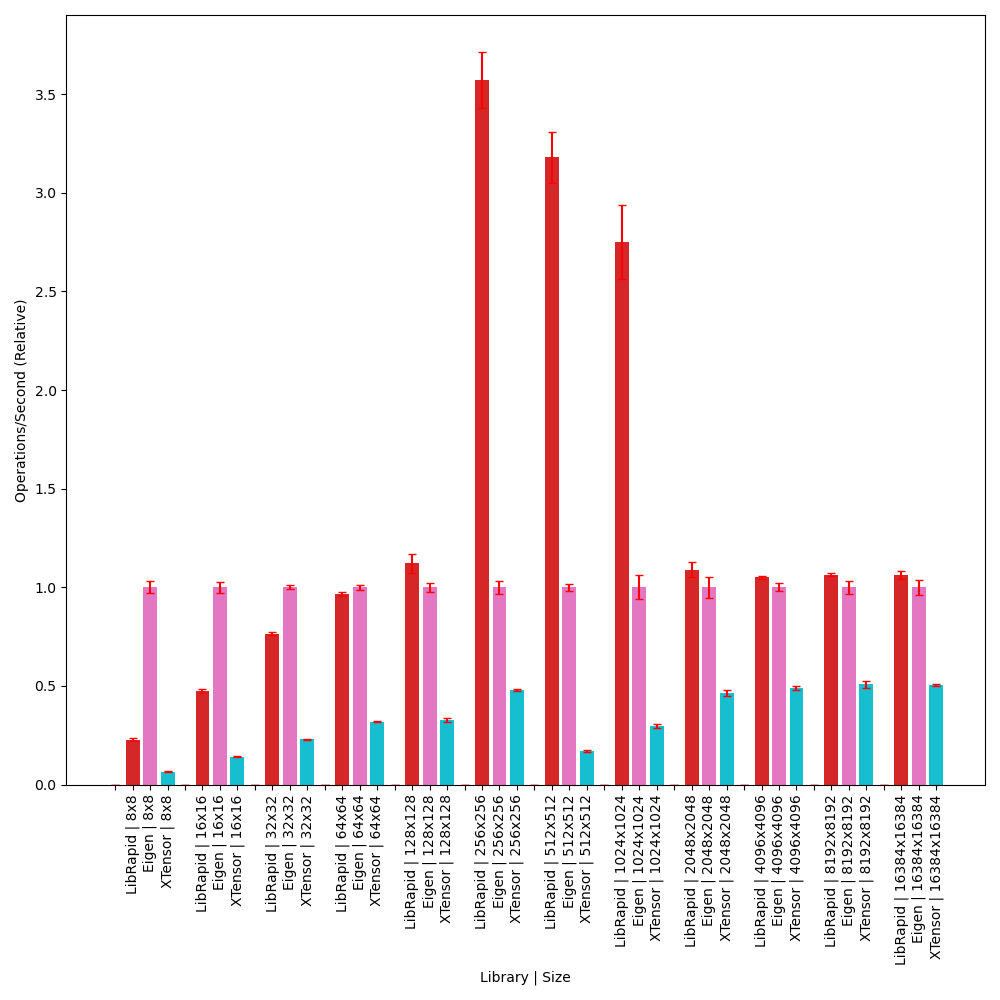 3.5
3.0
2.5
2.0
1.5
1.0
0.5
0.0
Operations/Second (Relative)
LibRapid | 8x8
Eigen | 8x8
XTensor | 8x8
LibRapid | 16x16
Eigen | 16x16
XTensor | 16x16
LibRapid | 32x32
Eigen | 32x32
XTensor | 32x32
LibRapid | 64x64
Eigen | 64x64
XTensor | 64x64
LibRapid | 128x128
Eigen | 128x128
XTensor | 128x128
LibRapid | 256x256
Eigen | 256x256
XTensor | 256x256
LibRapid | 512x512
Eigen | 512x512
XTensor | 512x512
LibRapid | 1024x1024
Eigen | 1024x1024
XTensor | 1024x1024
LibRapid | 2048x2048
Eigen | 2048x2048
XTensor | 2048x2048
LibRapid | 4096x4096
Eigen | 4096x4096
XTensor | 4096x4096
LibRapid | 8192x8192
Eigen | 8192x8192
XTensor | 8192x8192
LibRapid | 16384x16384
Eigen | 16384x16384
XTensor | 16384x16384
Library | Size